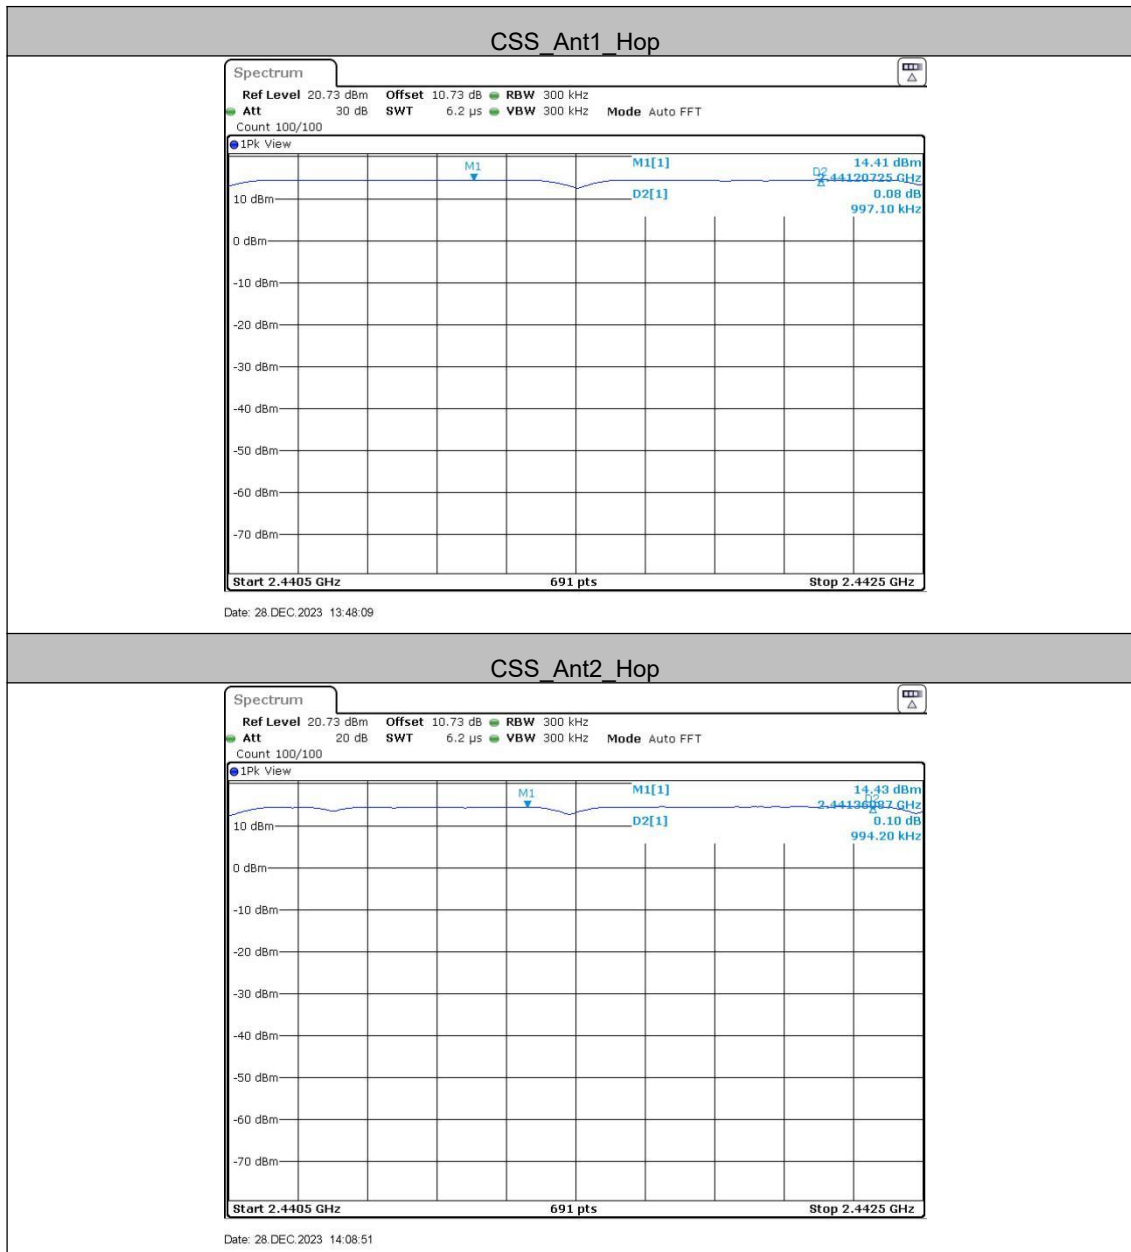 CSS_Ant1_Hop
Spectrum
Ref Level 20.73 dBm Offset 10.73 dB RBW 300 kHz
Att 30 dB SWT 6.2 µs VBW 300 kHz Mode Auto FFT
Count 100/100
1Pk View
M1[1] 14.41 dBm
M1
D2
2.44120725 GHz
D2[1] 0.08 dB
997.10 kHz
10 dBm
0 dBm
-10 dBm
-20 dBm
-30 dBm
-40 dBm
-50 dBm
-60 dBm
-70 dBm
Start 2.4405 GHz 691 pts Stop 2.4425 GHz
Date: 28.DEC.2023 13:48:09
CSS_Ant2_Hop
Spectrum
Ref Level 20.73 dBm Offset 10.73 dB RBW 300 kHz
Att 20 dB SWT 6.2 µs VBW 300 kHz Mode Auto FFT
Count 100/100
1Pk View
M1[1] 14.43 dBm
M1
D2
D2[1] 0.10 dB
994.20 kHz
10 dBm
0 dBm
-10 dBm
-20 dBm
-30 dBm
-40 dBm
-50 dBm
-60 dBm
-70 dBm
Start 2.4405 GHz 691 pts Stop 2.4425 GHz
Date: 28.DEC.2023 14:08:51